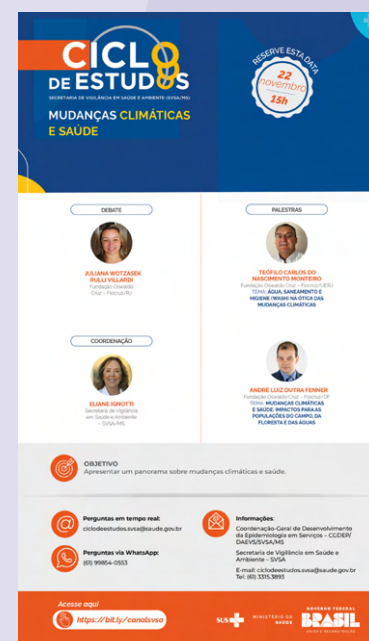 CICLO
DE ESTUDOS
SECRETARIA DE VIGILÂNCIA EM SAÚDE E AMBIENTE (SVSA/MS)
MUDANÇAS CLIMÁTICAS
E SAÚDE
RESERVE ESTA DATA
22
novembro
15h
DEBATE
JULIANA WOTZASEK
RULLI VILLARDI
Fundação Oswaldo
Cruz – Fiocruz/RJ
PALESTRAS
TEÓFILO CARLOS DO
NASCIMENTO MONTEIRO
Fundação Oswaldo Cruz – Fiocruz/UERJ
TEMA: ÁGUA, SANEAMENTO E
HIGIENE (WASH) NA ÓTICA DAS
MUDANÇAS CLIMÁTICAS
COORDENAÇÃO
ELIANE IGNOTTI
Secretaria de Vigilância
em Saúde e Ambiente
– SVSA/MS
ANDRÉ LUIZ DUTRA FENNER
Fundação Oswaldo Cruz – Fiocruz/DF
TEMA: MUDANÇAS CLIMÁTICAS
E SAÚDE: IMPACTOS PARA AS
POPULAÇÕES DO CAMPO, DA
FLORESTA E DAS ÁGUAS
OBJETIVO
Apresentar um panorama sobre mudanças climáticas e saúde.
Perguntas em tempo real:
ciclodeestudos.svsa@saude.gov.br
Perguntas via WhatsApp:
(61) 99854-0553
Informações:
Coordenação-Geral de Desenvolvimento
da Epidemiologia em Serviços – CGDEP/
DAEVS/SVSA/MS
Secretaria de Vigilância em Saúde e
Ambiente – SVSA
E-mail: ciclodeestudos@saude.gov.br
Tel: (61) 3315.3893
Acesse aqui
https://bit.ly/canalsvsa
SUS
MINISTÉRIO DA
SAÚDE
GOVERNO FEDERAL
BRASIL
UNIÃO E RECONSTRUÇÃO